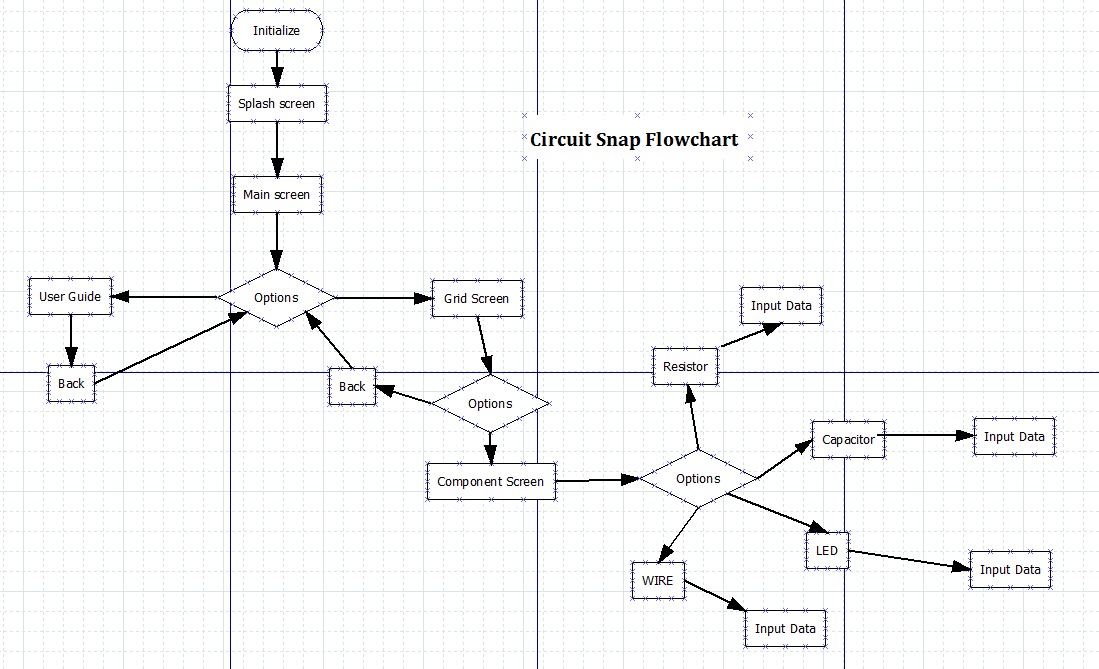 Initialize
Splash screen
Circuit Snap Flowchart
Main screen
User Guide
Options
Grid Screen
Input Data
Resistor
Back
Back
Options
Capacitor
Input Data
Component Screen
Options
LED
Input Data
WIRE
Input Data